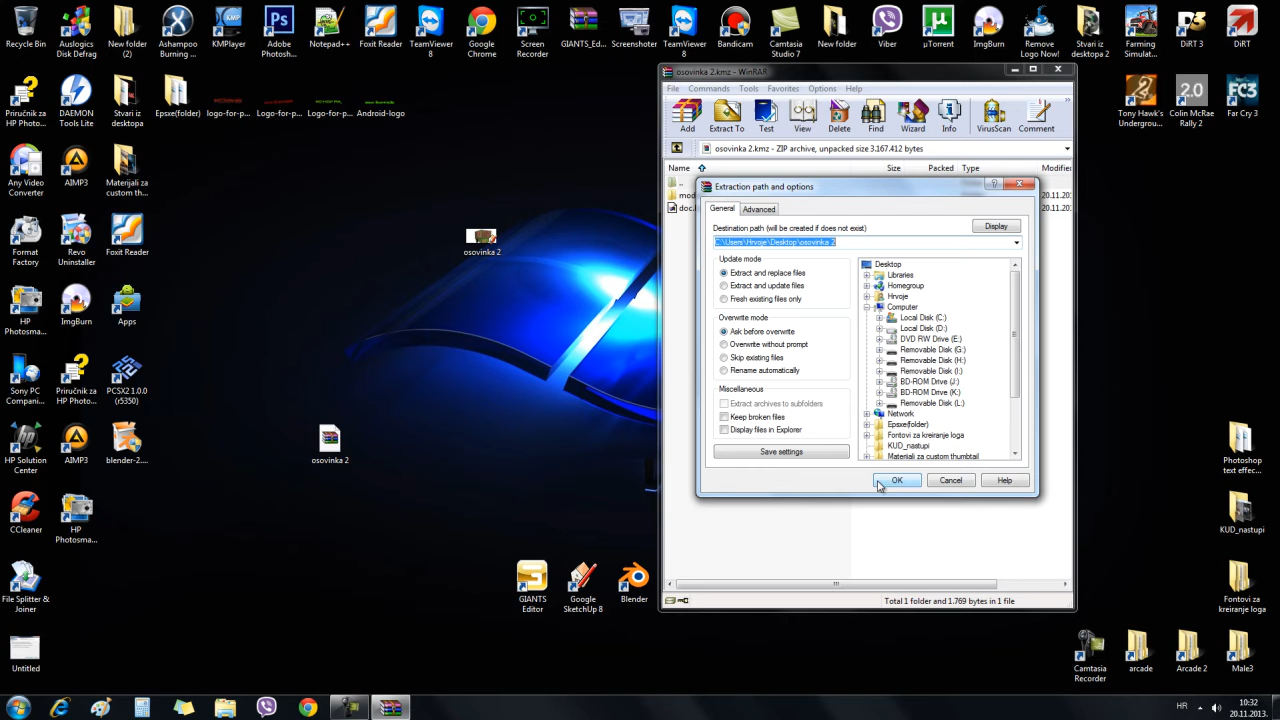 Recycle Bin
Auslogics Disk Defrag
New folder (2)
Ashampoo Burning ...
KMPlayer
Adobe Photosh...
Notepad++
Foxit Reader
TeamViewer 8
Google Chrome
Screen Recorder
GIANTS_Ed...
Screenshoter
TeamViewer 8
Bandicam
Camtasia Studio 7
New folder
Viber
µTorrent
ImgBurn
Remove Logo Now!
Stvari iz desktopa 2
Farming Simulat...
DiRT 3
DiRT
Priručnik za HP Photo...
DAEMON Tools Lite
Stvari iz desktopa
Epsxe(folder)
logo-for-p...
Logo-for-p...
Logo-for-p...
Android-logo
Tony Hawk's Undergrou...
Colin McRae Rally 2
Far Cry 3
Any Video Converter
AIMP3
Materijali za custom th...
Format Factory
Revo Uninstaller
Foxit Reader
HP Photosma...
ImgBurn
Apps
Sony PC Compani...
Priručnik za HP Photo...
PCSX2 1.0.0 (r5350)
HP Solution Center
AIMP3
blender-2....
CCleaner
HP Photosma...
File Splitter & Joiner
Untitled
osovinka 2
osovinka 2
GIANTS Editor
Google SketchUp 8
Blender
Photoshop text effec...
KUD_nastupi
Fontovi za kreiranje loga
Camtasia Recorder
arcade
Arcade 2
Male3
osovinka 2.kmz - WinRAR
File Commands Tools Favorites Options Help
Add Extract To Test View Delete Find Wizard Info VirusScan Comment
osovinka 2.kmz - ZIP archive, unpacked size 3.167.412 bytes
Name Size Packed Type Modified
..
20.11.20
20.11.20
Extraction path and options
General Advanced
Destination path (will be created if does not exist)
Display
C:\Users\Hrvoje\Desktop\osovinka 2
Update mode
Extract and replace files
Extract and update files
Fresh existing files only
Overwrite mode
Ask before overwrite
Overwrite without prompt
Skip existing files
Rename automatically
Miscellaneous
Extract archives to subfolders
Keep broken files
Display files in Explorer
Save settings
Desktop
Libraries
Homegroup
Hrvoje
Computer
Local Disk (C:)
Local Disk (D:)
DVD RW Drive (E:)
Removable Disk (G:)
Removable Disk (H:)
Removable Disk (I:)
BD-ROM Drive (J:)
BD-ROM Drive (K:)
Removable Disk (L:)
Network
Epsxe(folder)
Fontovi za kreiranje loga
KUD_nastupi
Materijali za custom thumbtail
OK Cancel Help
Total 1 folder and 1.769 bytes in 1 file
HR
10:32
20.11.2013.